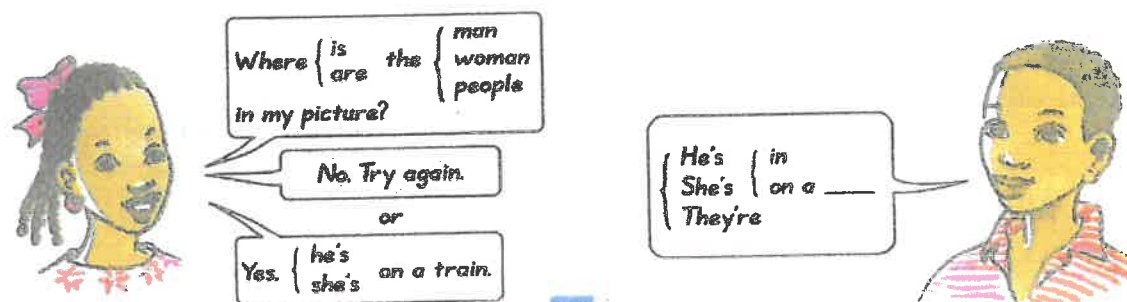 man
Where { is the { woman
are people
in my picture?
No. Try again.
or
Yes. { he's on a train.
she's
{ He's { in
She's on a ____
They're